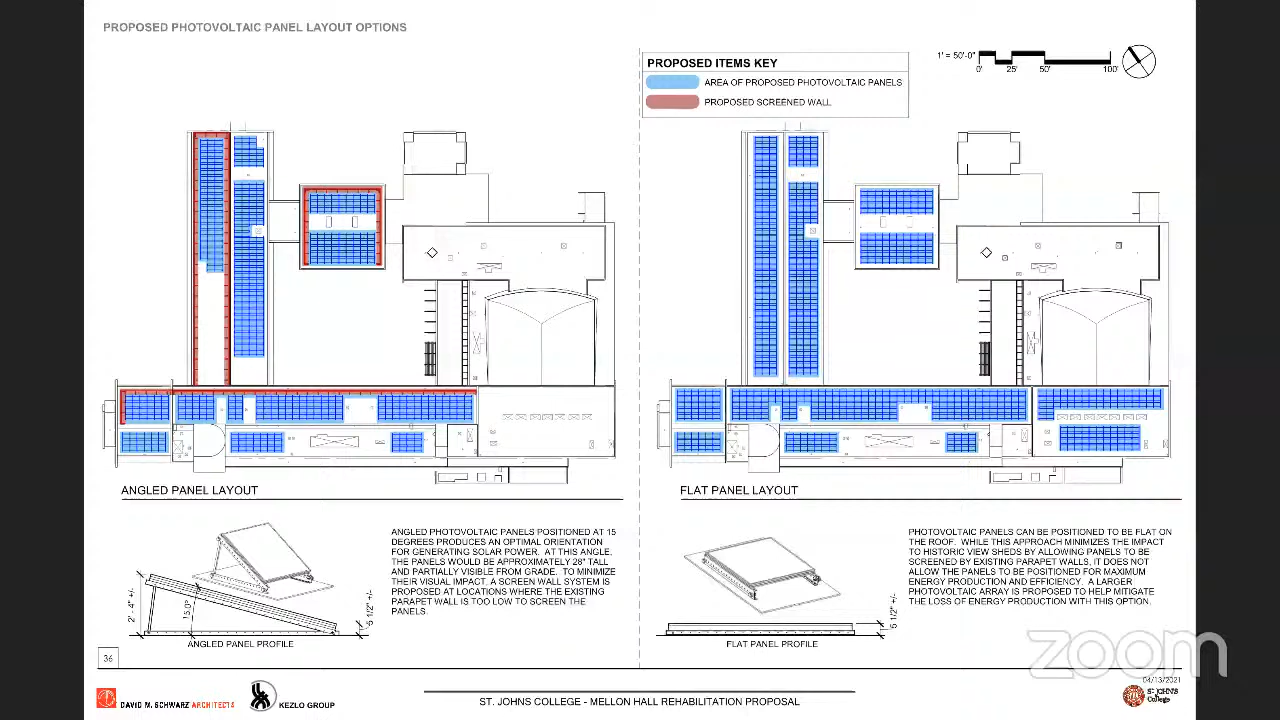 PROPOSED PHOTOVOLTAIC PANEL LAYOUT OPTIONS
PROPOSED ITEMS KEY
AREA OF PROPOSED PHOTOVOLTAIC PANELS
PROPOSED SCREENED WALL
1' = 50'-0"
0' 25' 50' 100'
ANGLED PANEL LAYOUT
FLAT PANEL LAYOUT
ANGLED PHOTOVOLTAIC PANELS POSITIONED AT 15
DEGREES PRODUCES AN OPTIMAL ORIENTATION
FOR GENERATING SOLAR POWER. AT THIS ANGLE,
THE PANELS WOULD BE APPROXIMATELY 28" TALL
AND PARTIALLY VISIBLE FROM GRADE. TO MINIMIZE
THEIR VISUAL IMPACT, A SCREEN WALL SYSTEM IS
PROPOSED AT LOCATIONS WHERE THE EXISTING
PARAPET WALL IS TOO LOW TO SCREEN THE
PANELS.
2'- 4" +/-
15.0°
5 1/2" +/-
ANGLED PANEL PROFILE
PHOTOVOLTAIC PANELS CAN BE POSITIONED TO BE FLAT ON
THE ROOF. WHILE THIS APPROACH MINIMIZES THE IMPACT
TO HISTORIC VIEW SHEDS BY ALLOWING PANELS TO BE
SCREENED BY EXISTING PARAPET WALLS, IT DOES NOT
ALLOW THE PANELS TO BE POSITIONED FOR MAXIMUM
ENERGY PRODUCTION AND EFFICIENCY. A LARGER
PHOTOVOLTAIC ARRAY IS PROPOSED TO HELP MITIGATE
THE LOSS OF ENERGY PRODUCTION WITH THIS OPTION.
5 1/2" +/-
FLAT PANEL PROFILE
zoom
36
04/13/2021
DAVID M. SCHWARZ ARCHITECTS
KEZLO GROUP
ST. JOHNS COLLEGE - MELLON HALL REHABILITATION PROPOSAL
ST JOHN'S
College